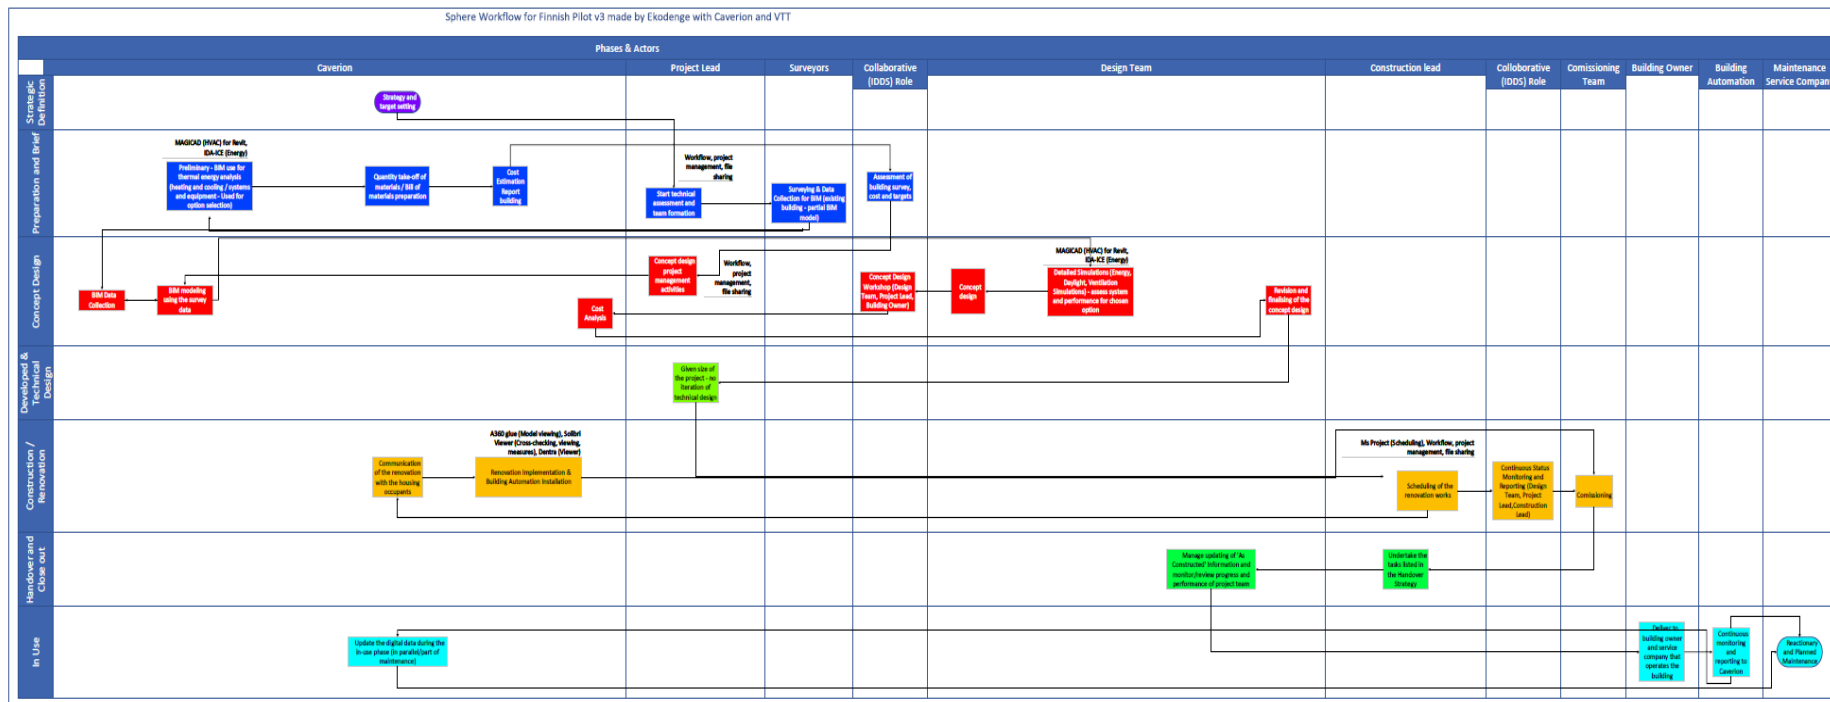 Sphere Workflow for Finnish Pilot v3 made by Ekodenge with Caverion and VTT
Phases & Actors
Caverion
Project Lead
Surveyors
Collaborative
(IDDS) Role
Design Team
Construction lead
Colloborative
(IDDS) Role
Comissioning
Team
Building Owner
Building
Automation
Maintenance
Service Compan
Strategic
Definition
Strategy and
target setting
Preparation and Brief
MAGICAD (HVAC) for Revit,
IDA-ICE (Energy)
Preliminary - BIM use for
thermal energy analysis
(heating and cooling / systems
and equipment - Used for
option selection)
Quantity take-off of
materials / Bill of
materials preparation
Cost
Estimation
Report
building
Workflow, project
management, file
sharing
Start technical
assessment and
team formation
Surveying & Data
Collection for BIM (existing
building - partial BIM
model)
Assessment of
building survey,
cost and targets
Concept Design
BIM Data
Collection
BIM modeling
using the survey
data
Cost
Analysis
Concept design
project
management
activities
Workflow,
project
management,
file sharing
Concept Design
Workshop (Design
Team, Project Lead,
Building Owner)
Concept
design
MAGICAD (HVAC) for Revit,
IDA-ICE (Energy)
Detailed Simulations (Energy,
Daylight, Ventilation
Simulations) - assess system
and performance for chosen
option
Revision and
finalising of the
concept design
Developed &
Technical
Design
Given size of
the project - no
iteration of
technical design
Construction /
Renovation
Communication
of the renovation
with the housing
occupants
A360 glue (Model viewing), Solibri
Viewer (Cross-checking, viewing,
measures), Dentra (Viewer)
Renovation Implementation &
Building Automation Installation
Ms Project (Scheduling), Workflow, project
management, file sharing
Scheduling of the
renovation works
Continuous Status
Monitoring and
Reporting (Design
Team, Project
Lead,Construction
Lead)
Comissioning
Handover and
Close out
Manage updating of 'As
Constructed' Information and
monitor/review progress and
performance of project team
Undertake the
tasks listed in
the Handover
Strategy
In Use
Update the digital data during the
in-use phase (in parallel/part of
maintenance)
Deliver to
building owner
and service
company that
operates the
building
Continuous
monitoring
and
reporting to
Caverion
Reactionary
and Planned
Maintenance